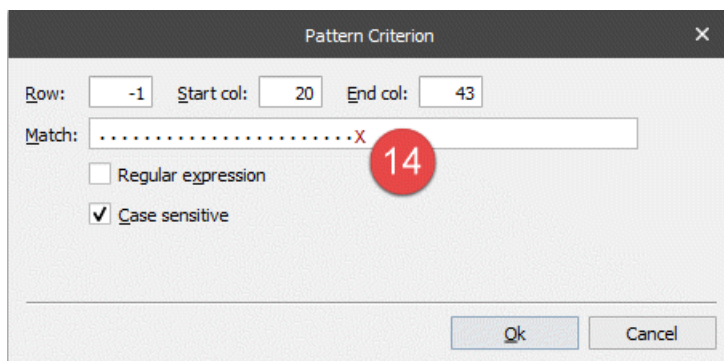 Pattern Criterion
Row: -1 Start col: 20 End col: 43
Match: ·······················X
14
Regular expression
Case sensitive
Ok Cancel